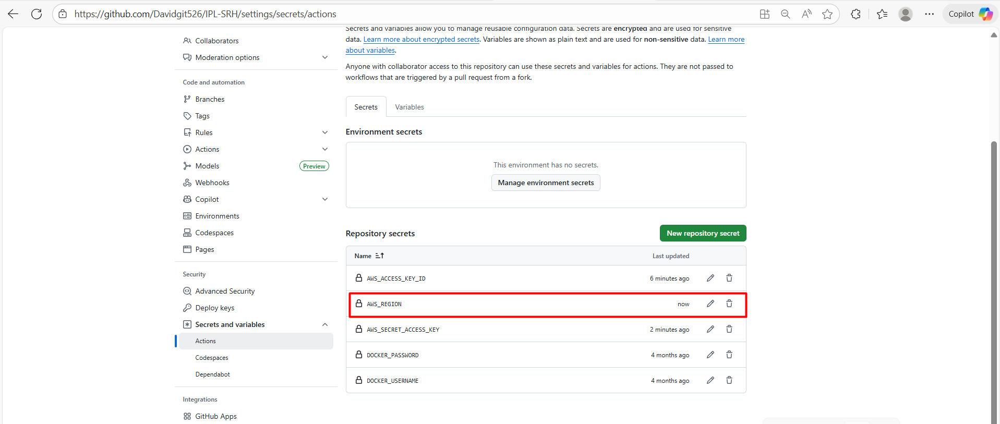 https://github.com/Davidgit526/IPL-SRH/settings/secrets/actions
Copilot
Collaborators
Moderation options
Code and automation
Branches
Tags
Rules
Actions
Models
Preview
Webhooks
Copilot
Environments
Codespaces
Pages
Security
Advanced Security
Deploy keys
Secrets and variables
Actions
Codespaces
Dependabot
Integrations
GitHub Apps
Secrets and variables allow you to manage reusable configuration data. Secrets are encrypted and are used for sensitive
data. Learn more about encrypted secrets. Variables are shown as plain text and are used for non-sensitive data. Learn more
about variables.
Anyone with collaborator access to this repository can use these secrets and variables for actions. They are not passed to
workflows that are triggered by a pull request from a fork.
Secrets Variables
Environment secrets
This environment has no secrets.
Manage environment secrets
Repository secrets
New repository secret
Name Last updated
AWS_ACCESS_KEY_ID 6 minutes ago
AWS_REGION now
AWS_SECRET_ACCESS_KEY 2 minutes ago
DOCKER_PASSWORD 4 months ago
DOCKER_USERNAME 4 months ago